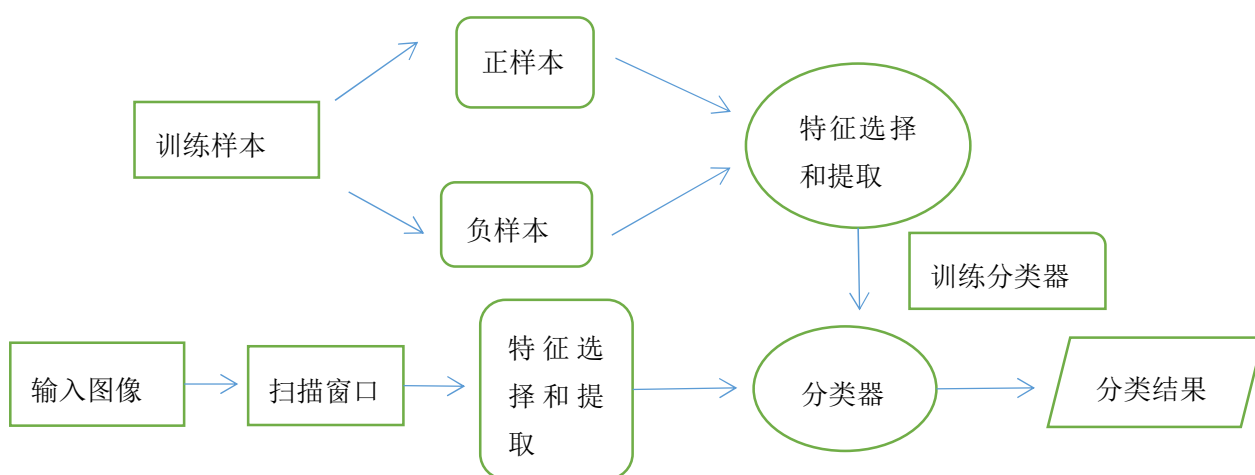 正样本
训练样本
特征选择
和提取
负样本
训练分类器
输入图像
扫描窗口
特征选
择和提
取
分类器
分类结果